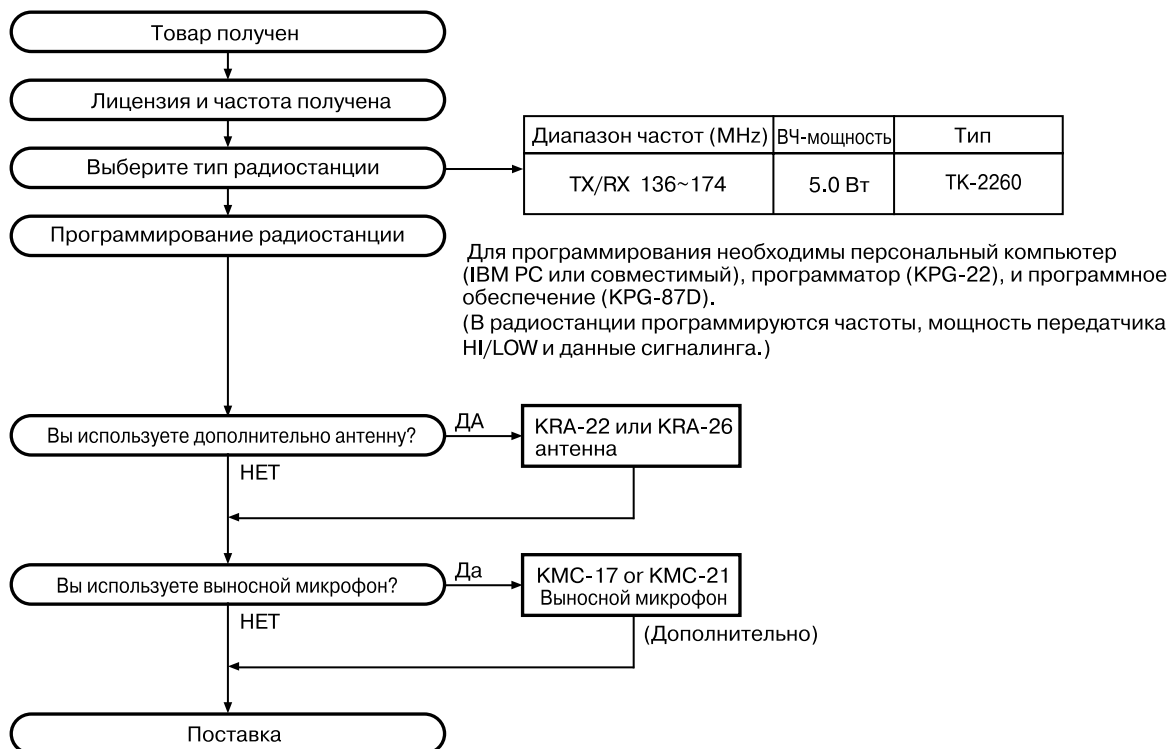 Товар получен
Лицензия и частота получена
Выберите тип радиостанции
Диапазон частот (MHz) ВЧ-мощность Тип
TX/RX 136~174 5.0 Вт TK-2260
Программирование радиостанции
Для программирования необходимы персональный компьютер
(IBM PC или совместимый), программатор (KPG-22), и программное
обеспечение (KPG-87D).
(В радиостанции программируются частоты, мощность передатчика
HI/LOW и данные сигналинга.)
Вы используете дополнительно антенну?
ДА
KRA-22 или KRA-26
антенна
НЕТ
Вы используете выносной микрофон?
Да
KMC-17 or KMC-21
Выносной микрофон
НЕТ
(Дополнительно)
Поставка